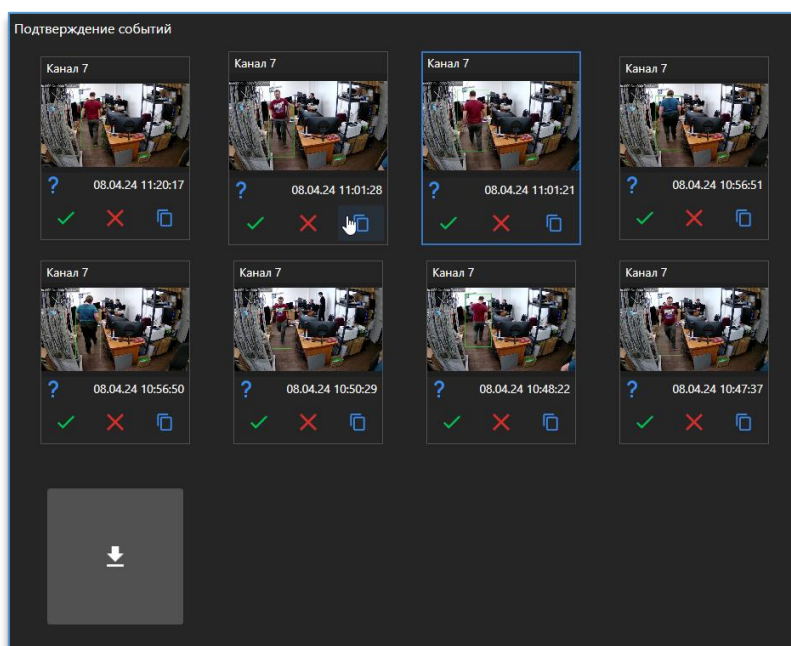 Подтверждение событий
Канал 7
Канал 7
Канал 7
Канал 7
? 08.04.24 11:20:17
? 08.04.24 11:01:28
? 08.04.24 11:01:21
? 08.04.24 10:56:51
Канал 7
Канал 7
Канал 7
Канал 7
? 08.04.24 10:56:50
? 08.04.24 10:50:29
? 08.04.24 10:48:22
? 08.04.24 10:47:37